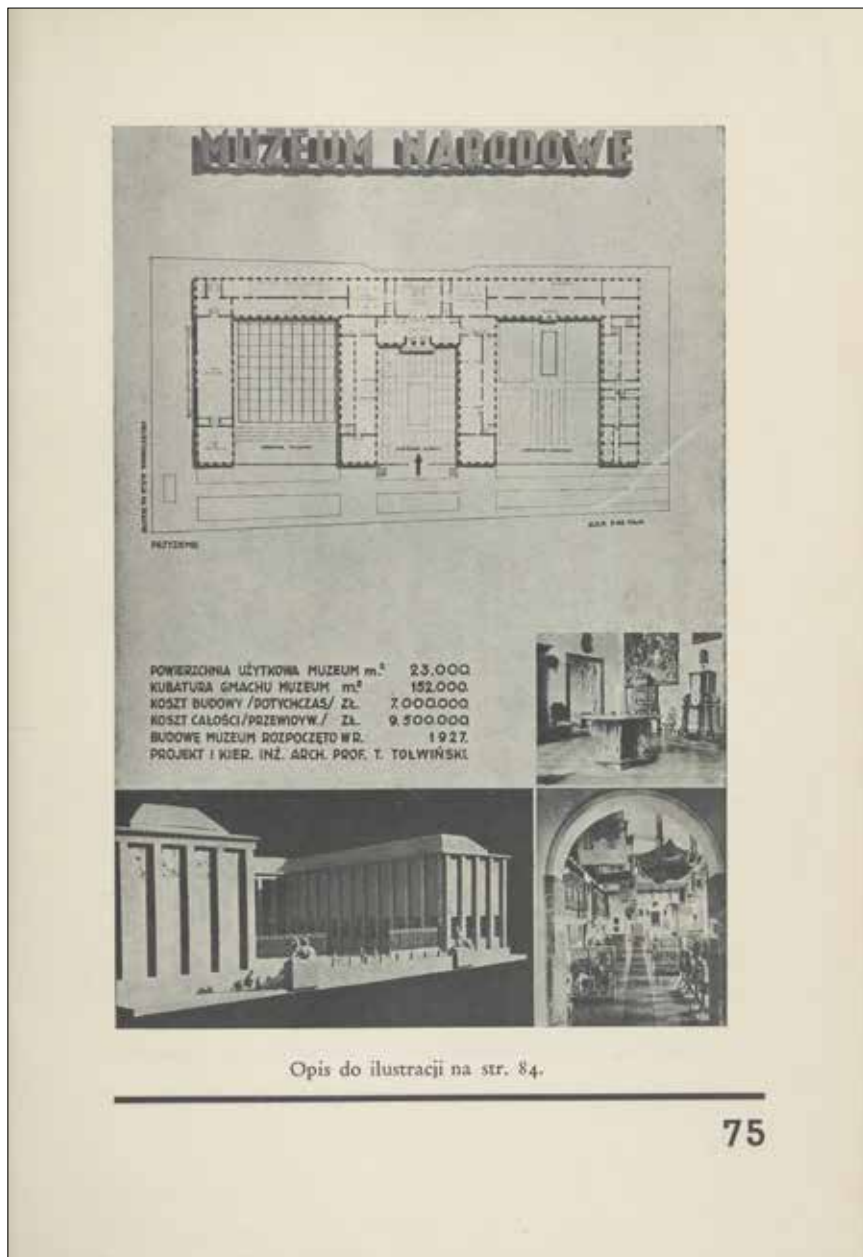 MUZEUM NARODOWE
PRZYZIEMIE
POWIERZCHNIA UŻYTKOWA MUZEUM m.² 23.000
KUBATURA GMACHU MUZEUM m³ 152.000.
KOSZT BUDOWY /DOTYCHCZAS/ ZŁ. 7.000.000.
KOSZT CAŁOŚCI /PRZEWIDYW./ ZŁ. 9.500.000
BUDOWĘ MUZEUM ROZPOCZĘTO W R. 1927.
PROJEKT I KIER. INŻ. ARCH. PROF. T. TOŁWIŃSKI.
Opis do ilustracji na str. 84.
75